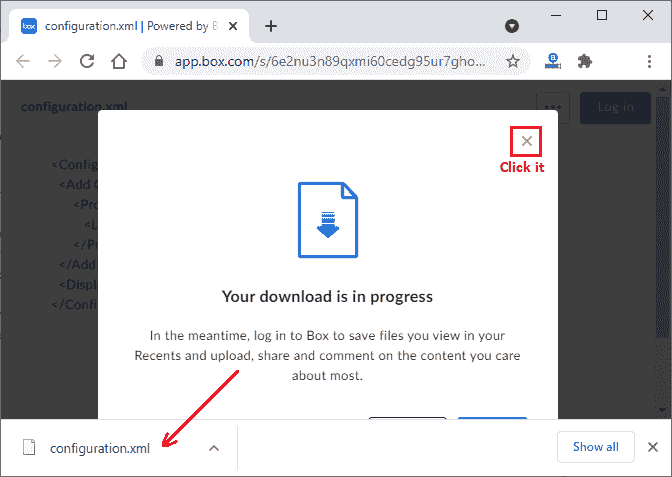 box
configuration.xml | Powered by B
app.box.com/s/6e2nu3n89qxmi60cedg95ur7gho...
configuration.xml
Log in
Click it
<Config
<Add C
<Pro
<L
</P
</Add
<Displ
</Confi
Your download is in progress
In the meantime, log in to Box to save files you view in your
Recents and upload, share and comment on the content you care
about most.
configuration.xml
Show all